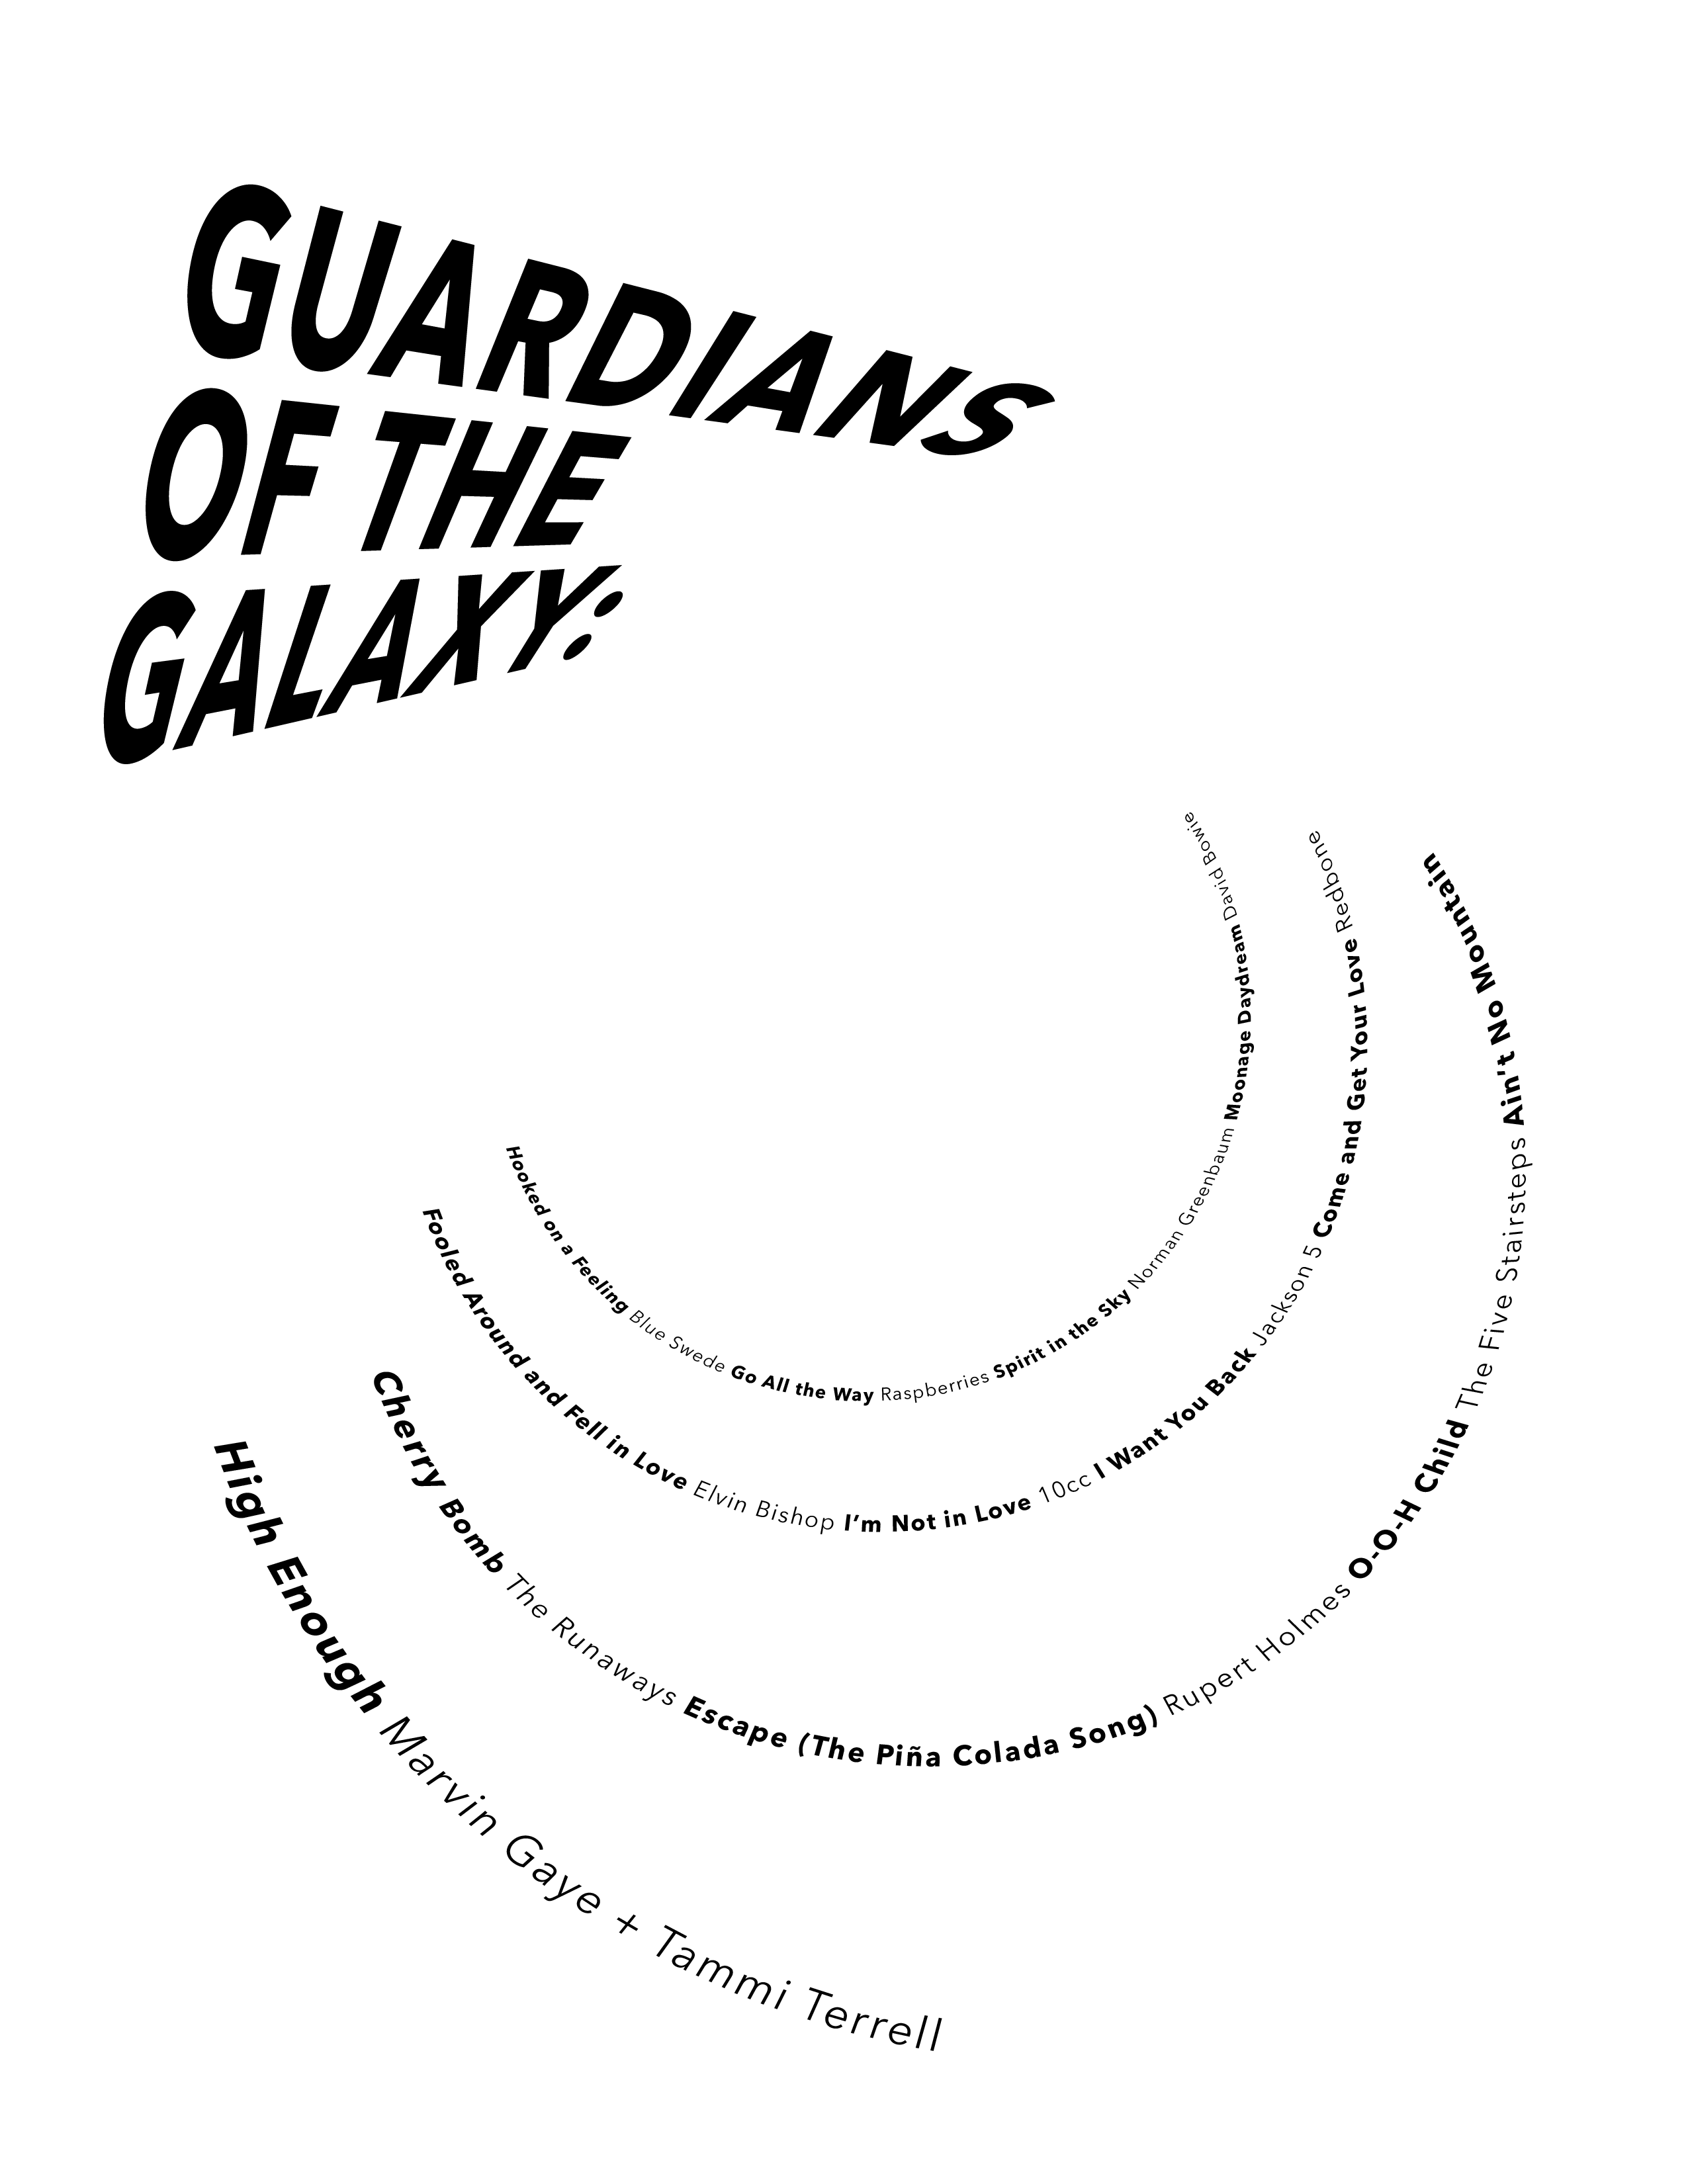 GUARDIANS
OF THE
GALAXY:
Hooked on a Feeling Blue Swede Go All the Way Raspberries Spirit in the Sky Norman Greenbaum Moonage Daydream David Bowie
Fooled Around and Fell in Love Elvin Bishop I’m Not in Love 10cc I Want You Back Jackson 5 Come and Get Your Love Redbone
Cherry Bomb The Runaways Escape (The Piña Colada Song) Rupert Holmes O-O-H Child The Five Stairsteps Ain’t No Mountain
High Enough Marvin Gaye + Tammi Terrell